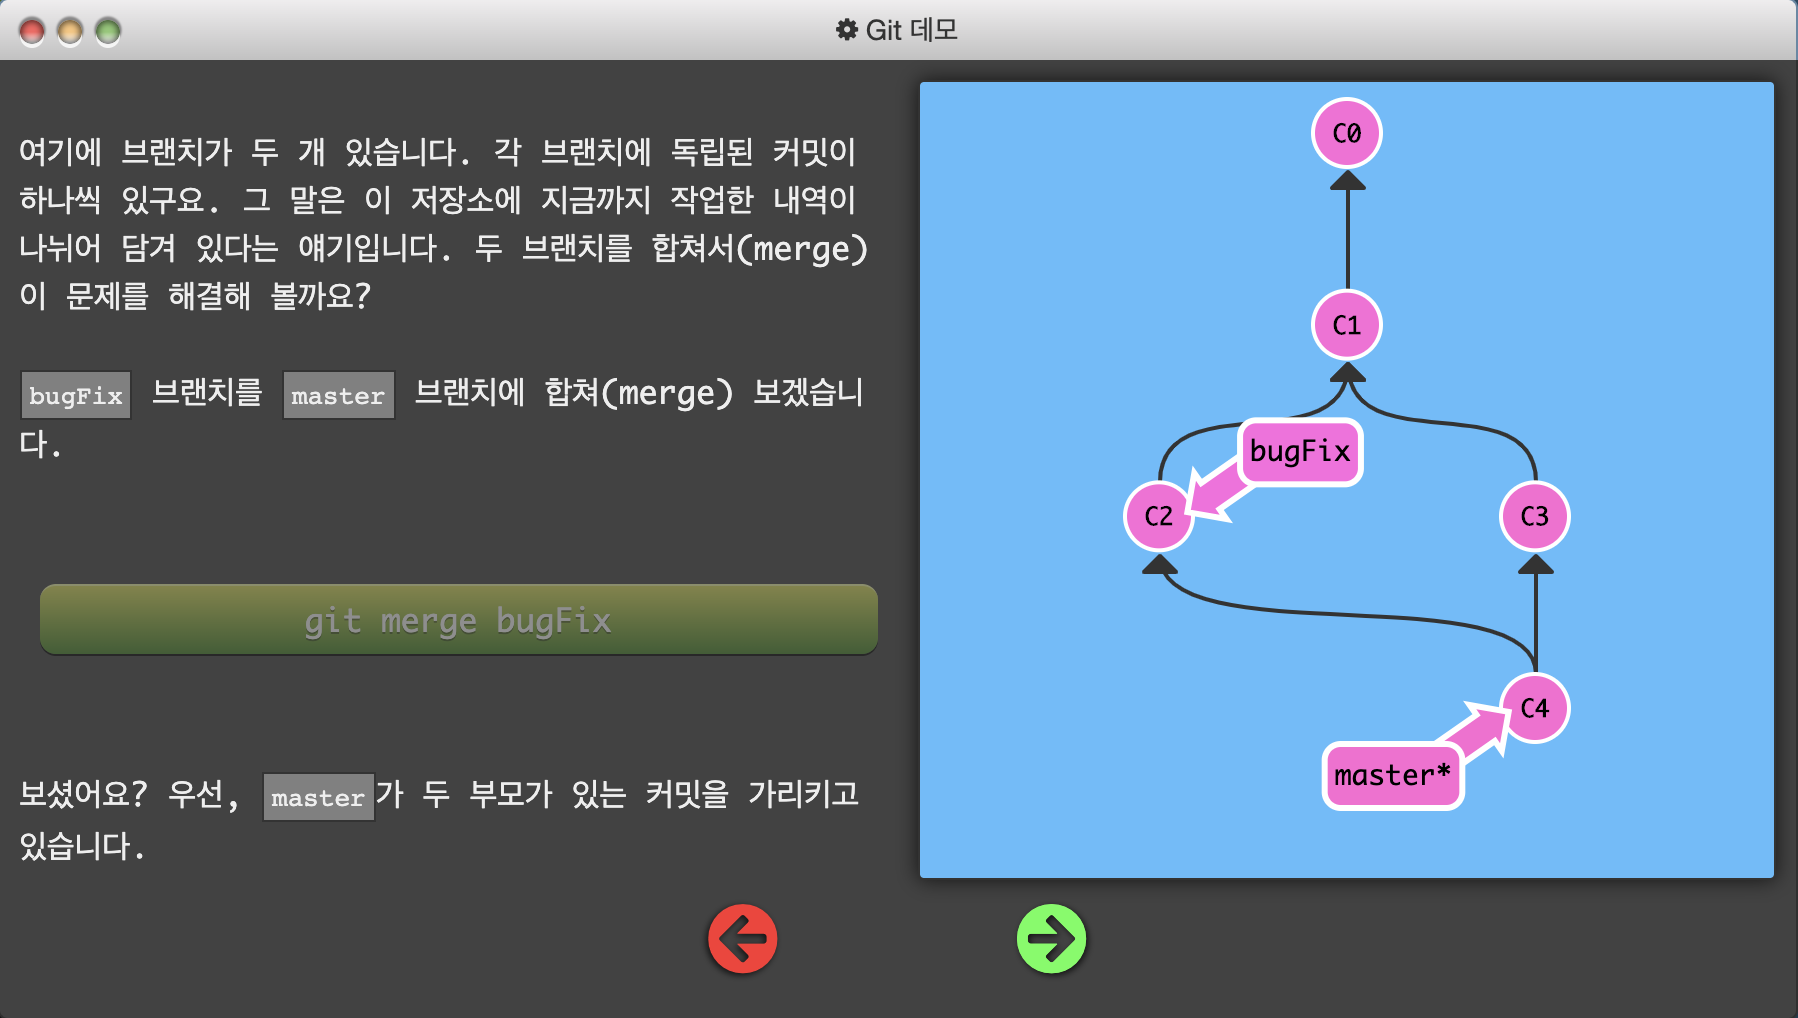 Git 데모
여기에 브랜치가 두 개 있습니다. 각 브랜치에 독립된 커밋이
하나씩 있구요. 그 말은 이 저장소에 지금까지 작업한 내역이
나뉘어 담겨 있다는 얘기입니다. 두 브랜치를 합쳐서(merge)
이 문제를 해결해 볼까요?
bugFix 브랜치를 master 브랜치에 합쳐(merge) 보겠습니
다.
git merge bugFix
보셨어요? 우선, master가 두 부모가 있는 커밋을 가리키고
있습니다.
C0
C1
bugFix
C2
C3
C4
master*